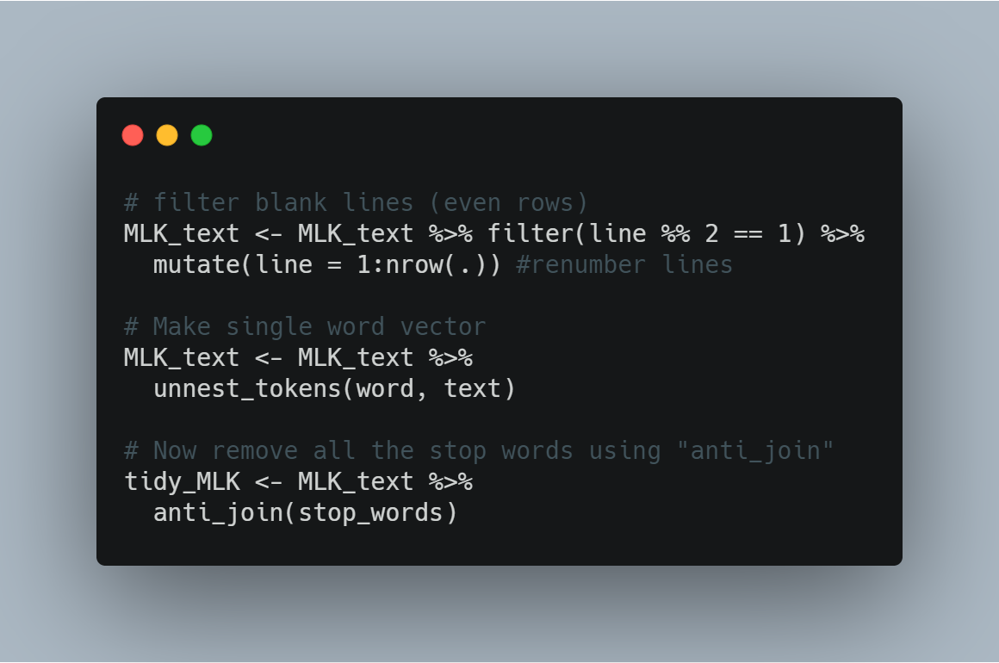 # filter blank lines (even rows)
MLK_text <- MLK_text %>% filter(line %% 2 == 1) %>%
  mutate(line = 1:nrow(.)) #renumber lines

# Make single word vector
MLK_text <- MLK_text %>%
  unnest_tokens(word, text)

# Now remove all the stop words using "anti_join"
tidy_MLK <- MLK_text %>%
  anti_join(stop_words)